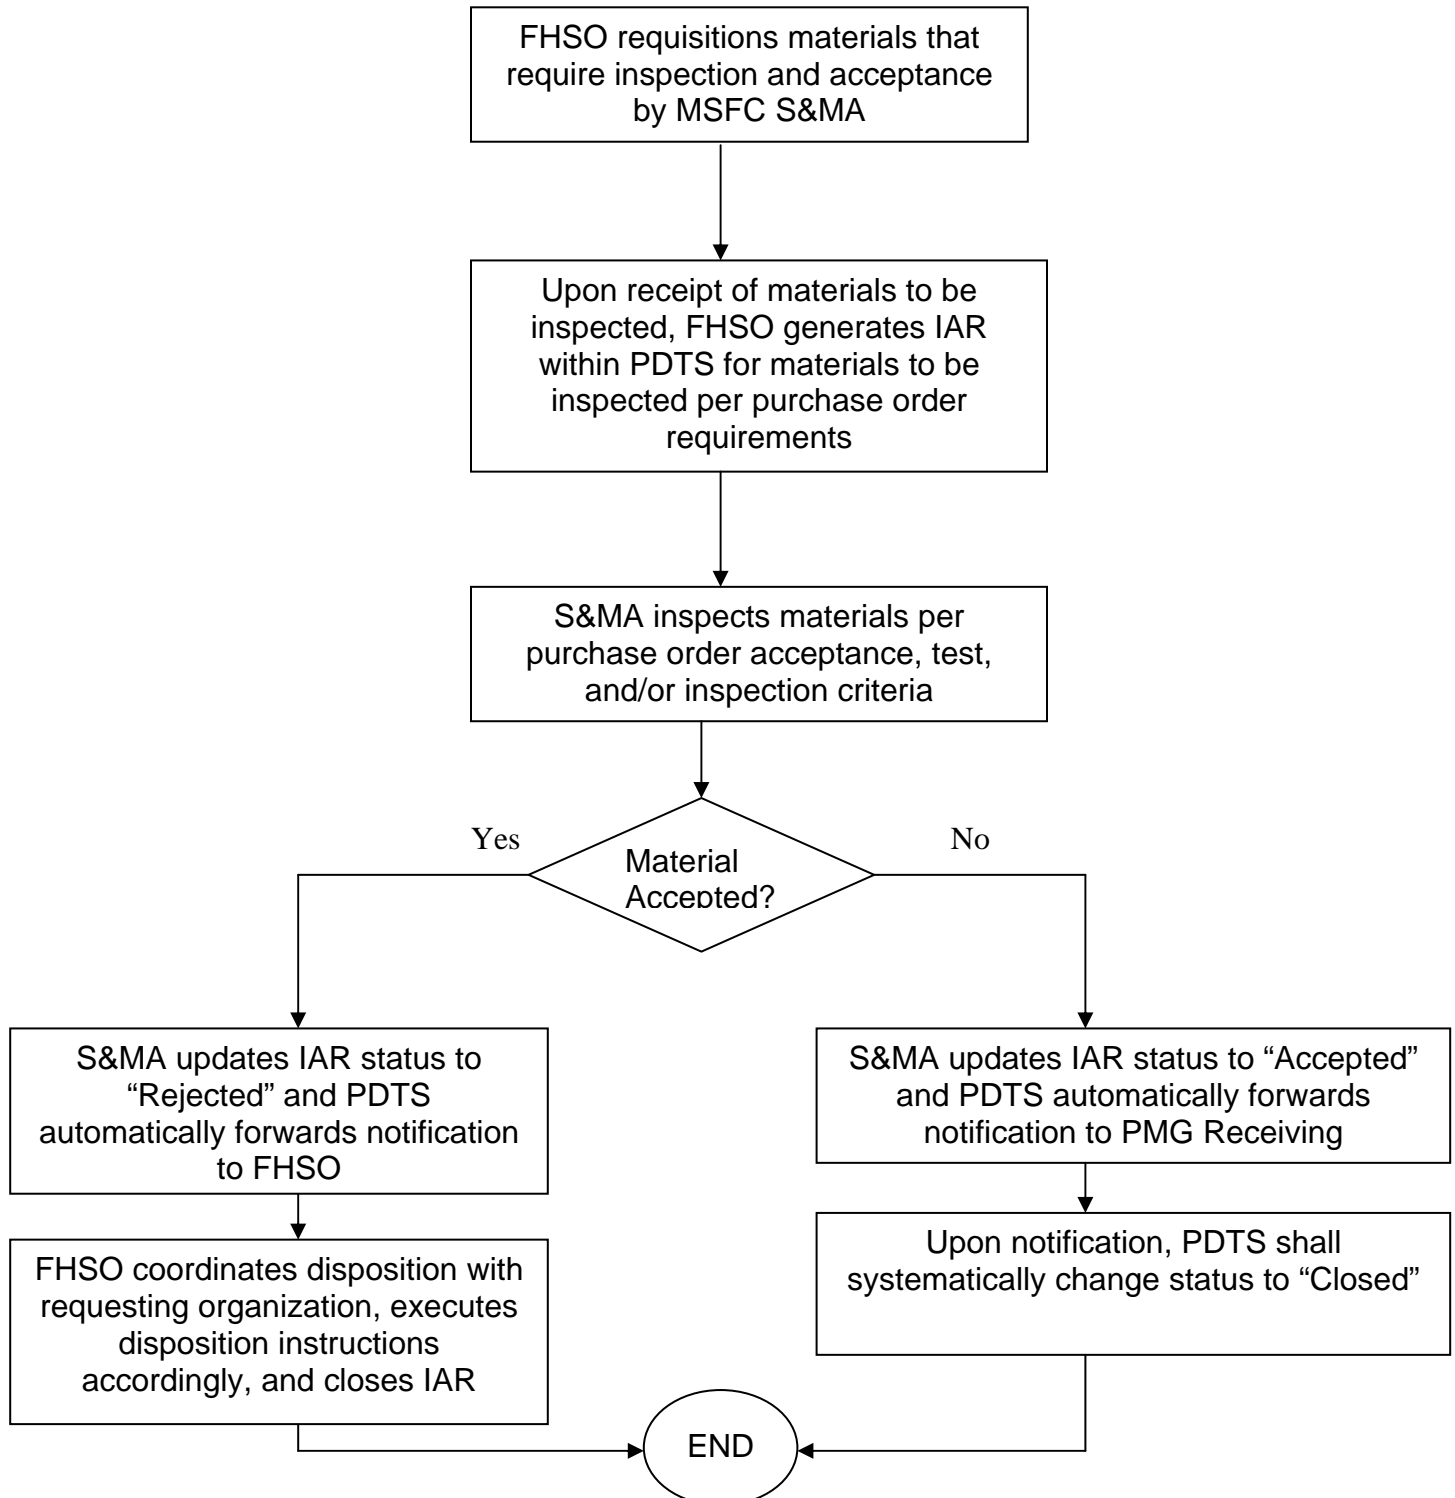 FHSO requisitions materials that
require inspection and acceptance
by MSFC S&MA
Upon receipt of materials to be
inspected, FHSO generates IAR
within PDTS for materials to be
inspected per purchase order
requirements
S&MA inspects materials per
purchase order acceptance, test,
and/or inspection criteria
Yes
No
Material
Accepted?
S&MA updates IAR status to
“Rejected” and PDTS
automatically forwards notification
to FHSO
S&MA updates IAR status to “Accepted”
and PDTS automatically forwards
notification to PMG Receiving
FHSO coordinates disposition with
requesting organization, executes
disposition instructions
accordingly, and closes IAR
Upon notification, PDTS shall
systematically change status to “Closed”
END